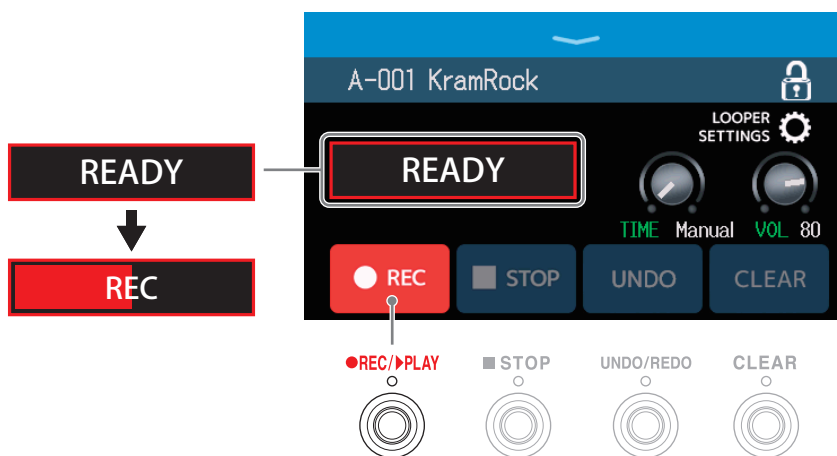 A-001 KramRock
LOOPER
SETTINGS
READY
READY
TIME Manual VOL 80
REC
REC STOP UNDO CLEAR
●REC/▶PLAY ■STOP UNDO/REDO CLEAR